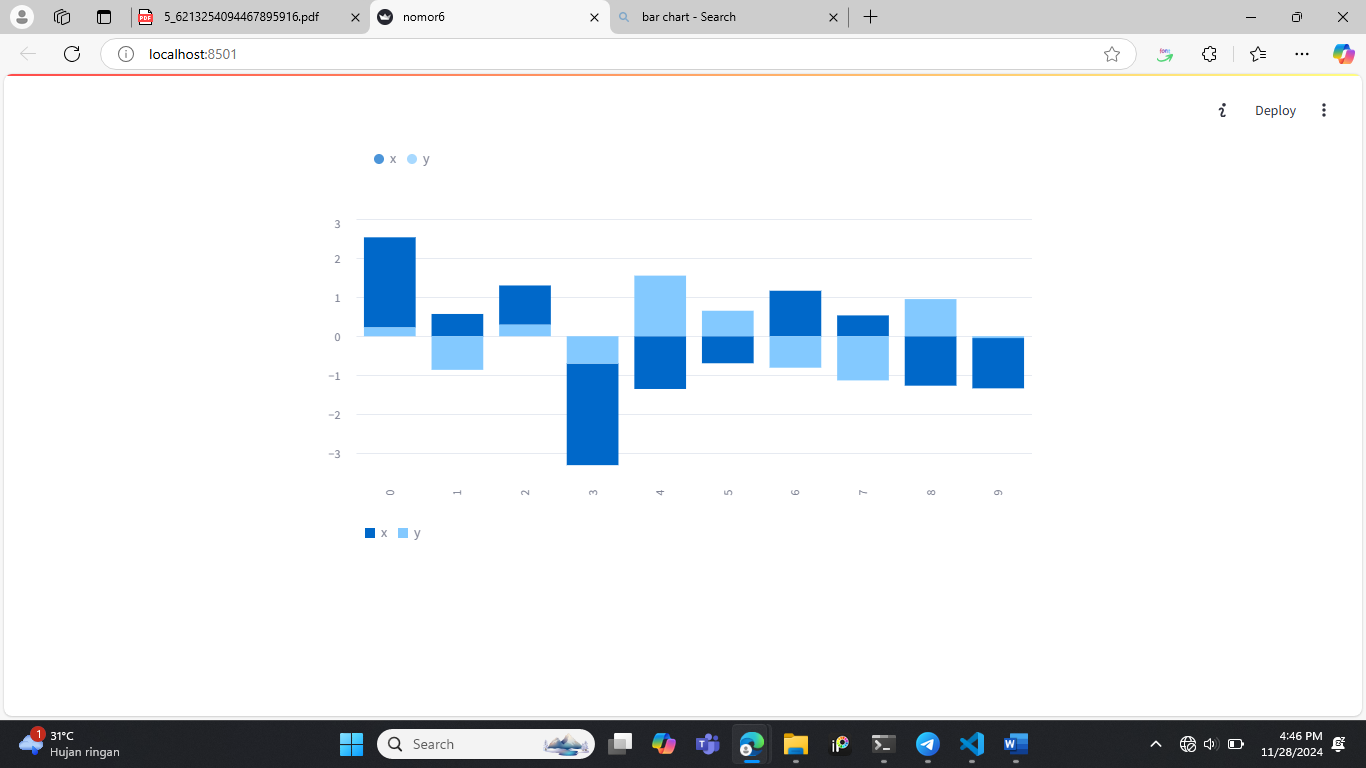 5_6213254094467895916.pdf
nomor6
bar chart - Search
localhost:8501
Deploy
x y
3
2
1
0
−1
−2
−3
0 1 2 3 4 5 6 7 8 9
x y
1
31°C
Hujan ringan
Search
4:46 PM
11/28/2024